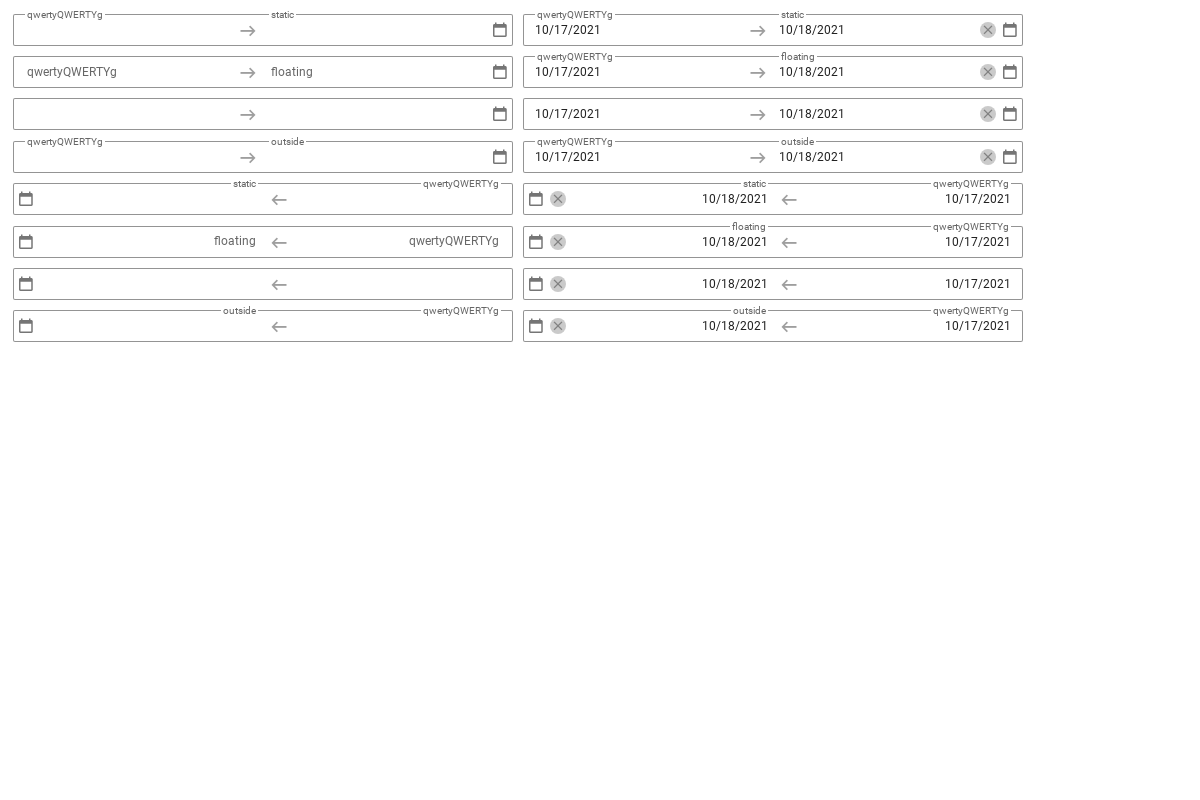 qwertyQWERTYg static qwertyQWERTYg static
10/17/2021 10/18/2021
qwertyQWERTYg floating
qwertyQWERTYg floating 10/17/2021 10/18/2021
10/17/2021 10/18/2021
qwertyQWERTYg outside qwertyQWERTYg outside
10/17/2021 10/18/2021
static qwertyQWERTYg static qwertyQWERTYg
10/18/2021 10/17/2021
floating qwertyQWERTYg
floating qwertyQWERTYg 10/18/2021 10/17/2021
10/18/2021 10/17/2021
outside qwertyQWERTYg outside qwertyQWERTYg
10/18/2021 10/17/2021